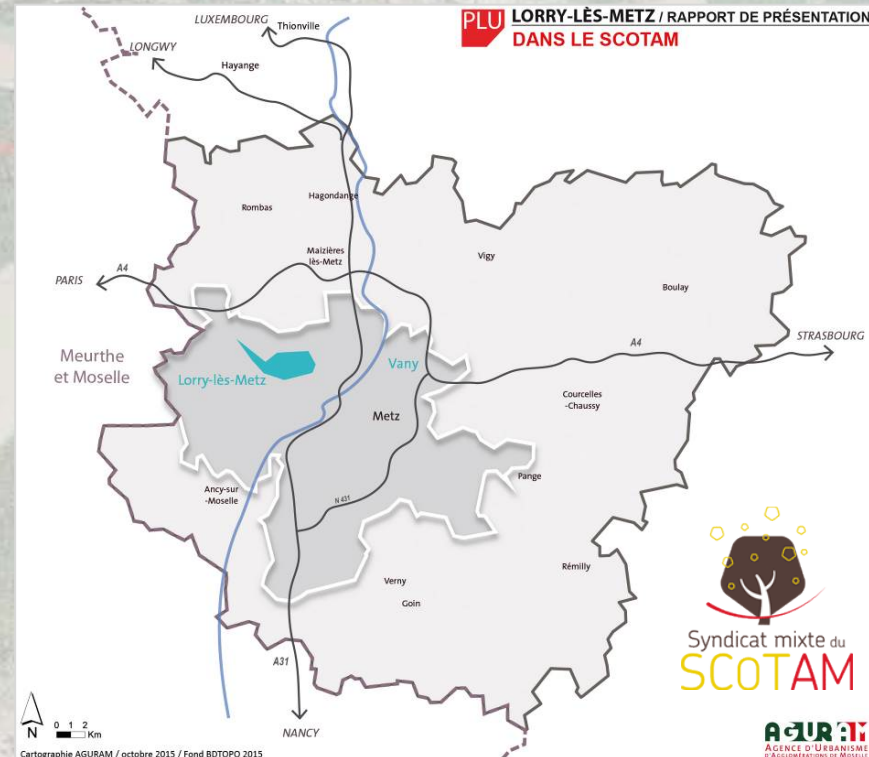 PLU LORRY-LÈS-METZ / RAPPORT DE PRÉSENTATION
DANS LE SCOTAM
LUXEMBOURG
Thionville
LONGWY
Hayange
Hagondange
Rombas
Maizières
lès-Metz
Vigy
Boulay
PARIS
A4
STRASBOURG
A4
Meurthe
et Moselle
Lorry-lès-Metz
Vany
Metz
Courcelles
-Chaussy
Ancy-sur
-Moselle
N 431
Pange
Verny
Goin
Rémilly
A31
NANCY
Syndicat mixte du
SCOTAM
N
0 1 2
Km
AGURAM
AGENCE D'URBANISME
D'AGGLOMÉRATIONS DE MOSELLE
Cartographie AGURAM / octobre 2015 / Fond BDTOPO 2015